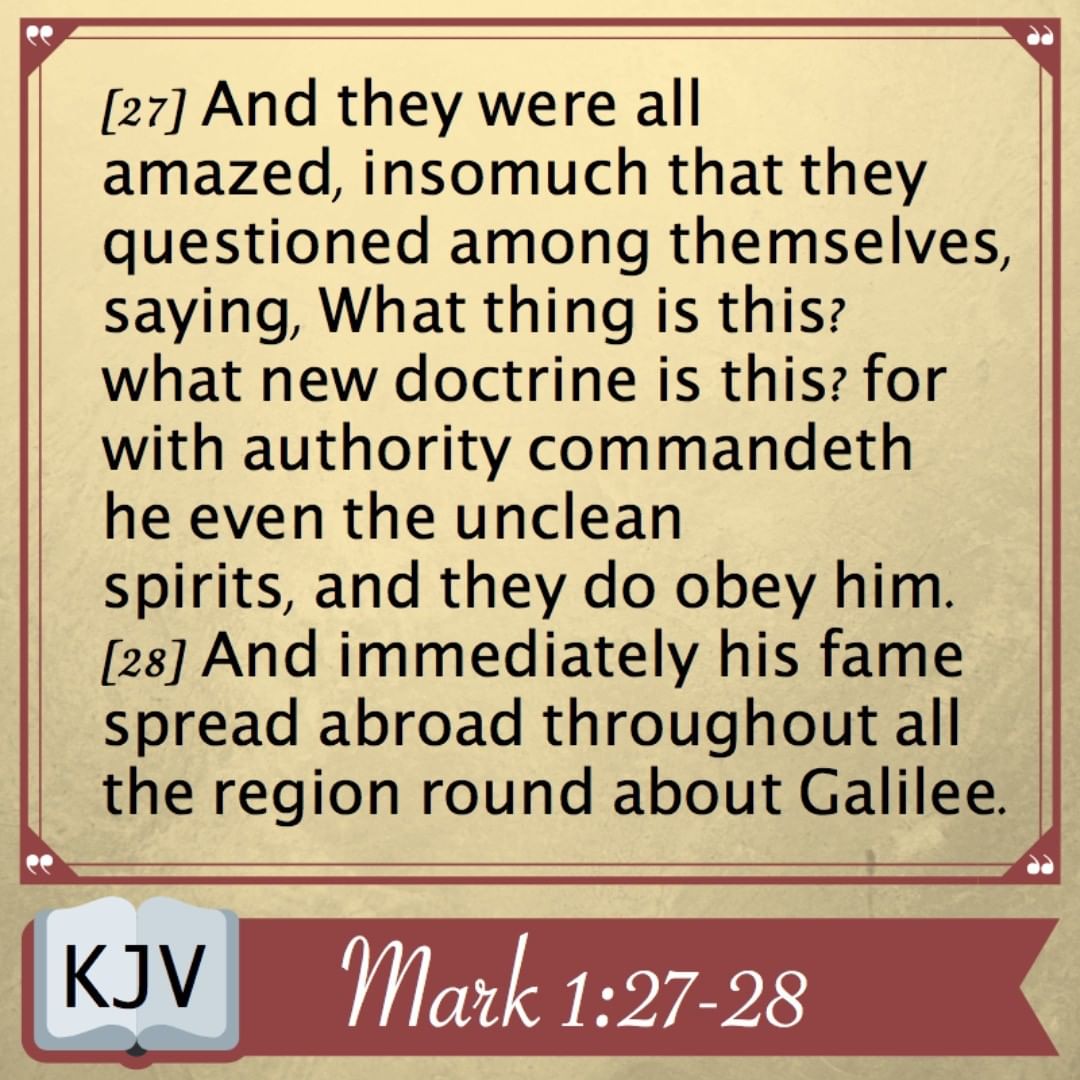 [27] And they were all
amazed, insomuch that they
questioned among themselves,
saying, What thing is this?
what new doctrine is this? for
with authority commandeth
he even the unclean
spirits, and they do obey him.
[28] And immediately his fame
spread abroad throughout all
the region round about Galilee.
KJV
Mark 1:27-28